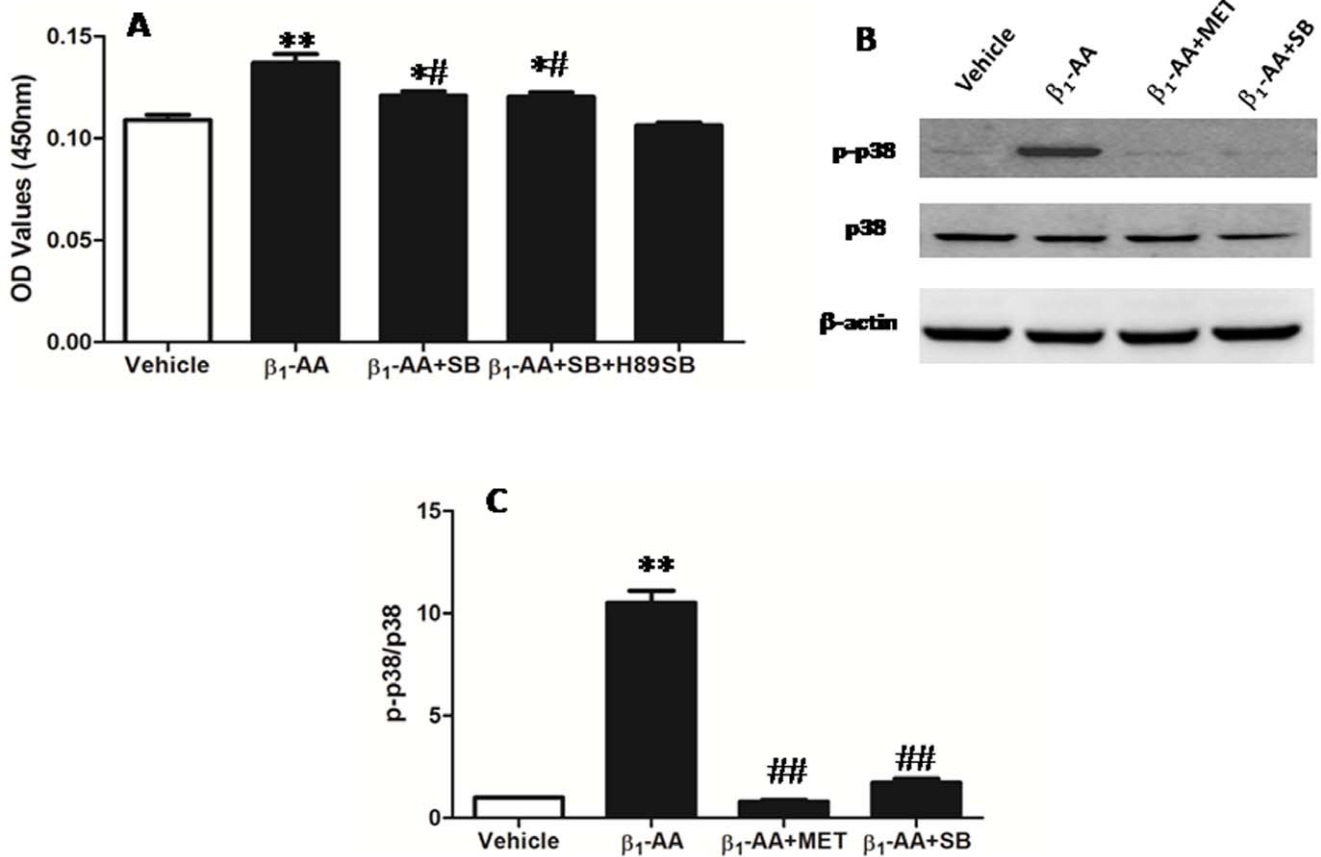 A
OD Values (450nm)
0.15
0.10
0.05
0.00
**
*#
*#
Vehicle
β1-AA
β1-AA+SB
β1-AA+SB+H89
SB
B
Vehicle
β1-AA
β1-AA+MET
β1-AA+SB
p-p38
p38
β-actin
C
p-p38/p38
15
10
5
0
**
##
##
Vehicle
β1-AA
β1-AA+MET
β1-AA+SB